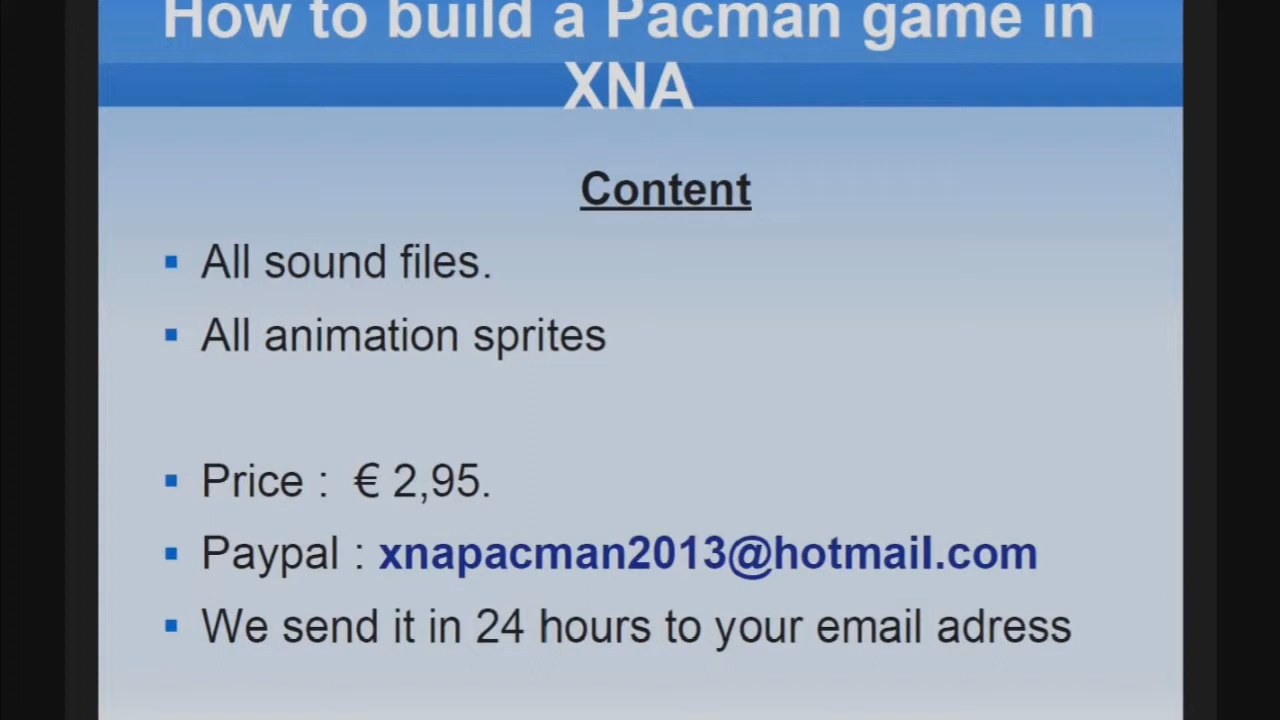 How to build a Pacman game in
XNA
Content
All sound files.
All animation sprites
Price : € 2,95.
Paypal : xnapacman2013@hotmail.com
We send it in 24 hours to your email adress